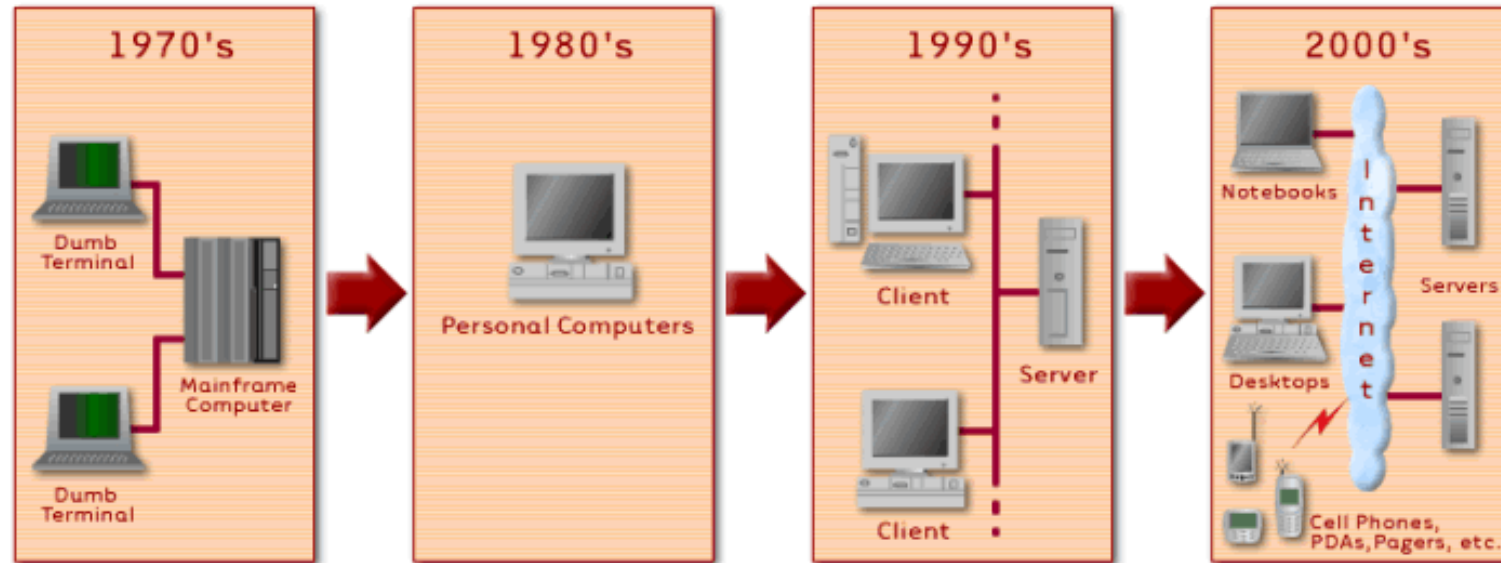 1970's
Dumb
Terminal
Mainframe
Computer
Dumb
Terminal
1980's
Personal Computers
1990's
Client
Server
Client
2000's
Notebooks
Internet
Servers
Desktops
Cell Phones,
PDAs,Pagers, etc.